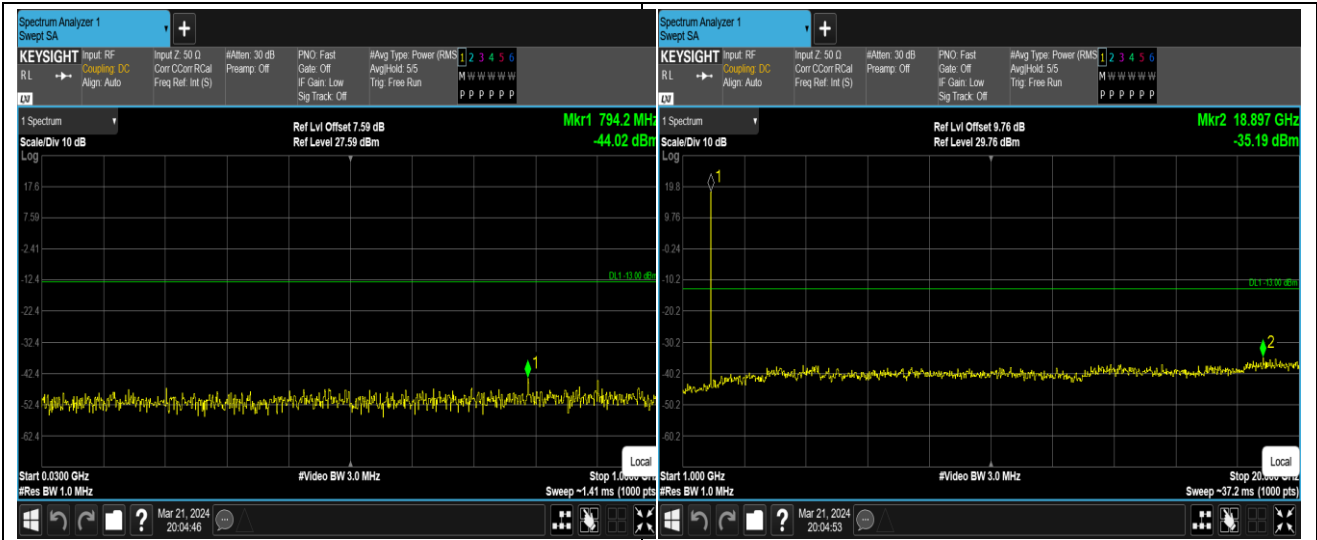 Spectrum Analyzer 1
Swept SA
+
KEYSIGHT
RL
LXI
Input: RF
Coupling: DC
Align: Auto
Input Z: 50 Ω
Corr CCorr RCal
Freq Ref: Int (S)
#Atten: 30 dB
Preamp: Off
PNO: Fast
Gate: Off
IF Gain: Low
Sig Track: Off
#Avg Type: Power (RMS
Avg|Hold: 5/5
Trig: Free Run
1 2 3 4 5 6
M W W W W W
P P P P P P
1 Spectrum
Scale/Div 10 dB
Ref Lvl Offset 7.59 dB
Ref Level 27.59 dBm
Mkr1 794.2 MHz
-44.02 dBm
Log
17.6
7.59
-2.41
-12.4
DL1 -13.00 dBm
-22.4
-32.4
-42.4
1
-52.4
-62.4
Local
Start 0.0300 GHz
#Video BW 3.0 MHz
#Res BW 1.0 MHz
Sweep ~1.41 ms (1000 pts
?
Mar 21, 2024
20:04:46
Spectrum Analyzer 1
Swept SA
+
KEYSIGHT
RL
LXI
Input: RF
Coupling: DC
Align: Auto
Input Z: 50 Ω
Corr CCorr RCal
Freq Ref: Int (S)
#Atten: 30 dB
Preamp: Off
PNO: Fast
Gate: Off
IF Gain: Low
Sig Track: Off
#Avg Type: Power (RMS
Avg|Hold: 5/5
Trig: Free Run
1 2 3 4 5 6
M W W W W W
P P P P P P
1 Spectrum
Scale/Div 10 dB
Ref Lvl Offset 9.76 dB
Ref Level 29.76 dBm
Mkr2 18.897 GHz
-35.19 dBm
Log
1
19.8
9.76
-0.24
-10.2
DL1 -13.00 dBm
-20.2
-30.2
2
-40.2
-50.2
-60.2
Local
Start 1.000 GHz
#Video BW 3.0 MHz
#Res BW 1.0 MHz
Sweep ~37.2 ms (1000 pts)
?
Mar 21, 2024
20:04:53